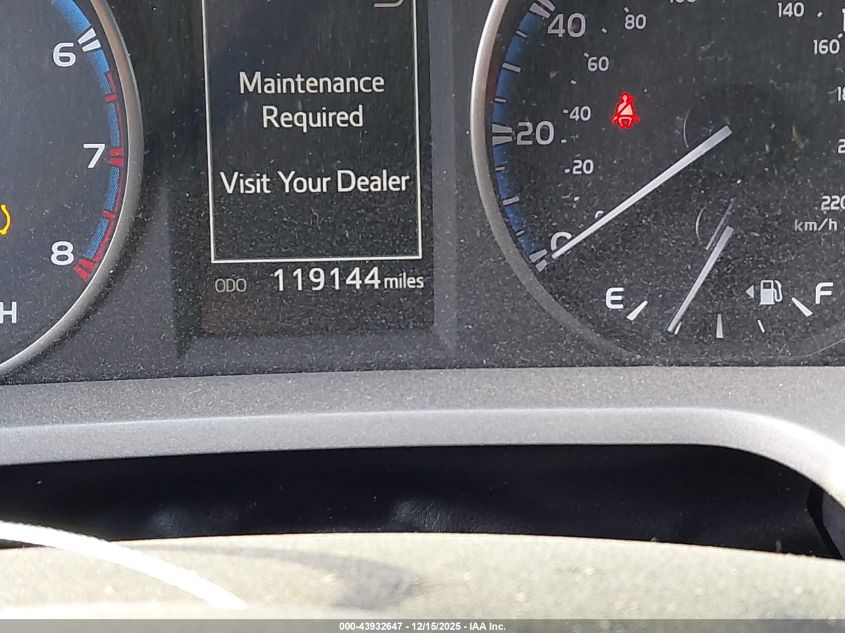 6
7
8
H
Maintenance
Required
Visit Your Dealer
ODO 119144 miles
40
80
140
160
60
40
20
20
0
220
km/h
E
F
000-43932647 - 12/15/2025 - IAA Inc.